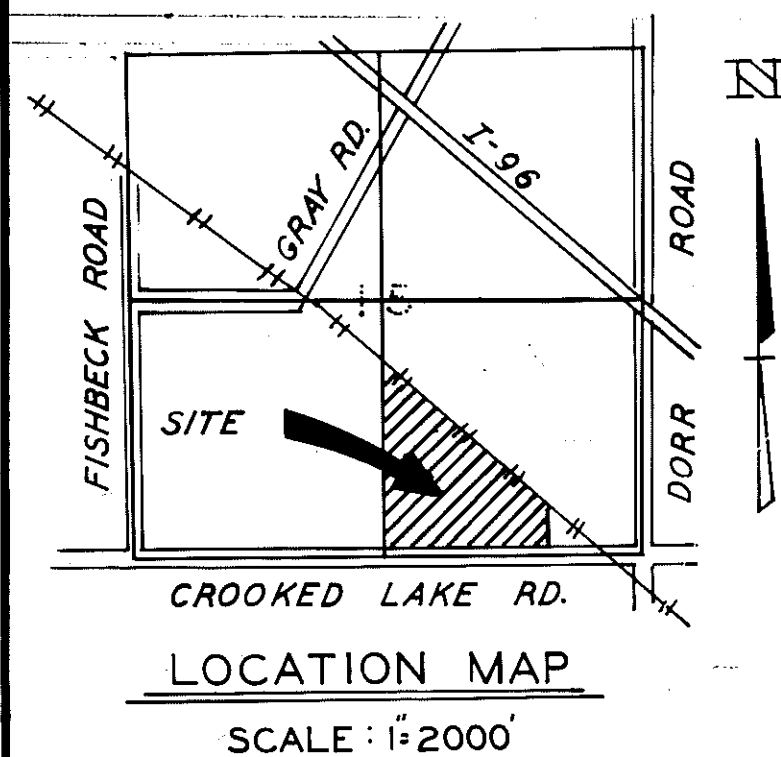 N
GRAY RD.
I-96
FISHBECK ROAD
DORR ROAD
SITE
CROOKED LAKE RD.
LOCATION MAP
SCALE : 1"=2000'